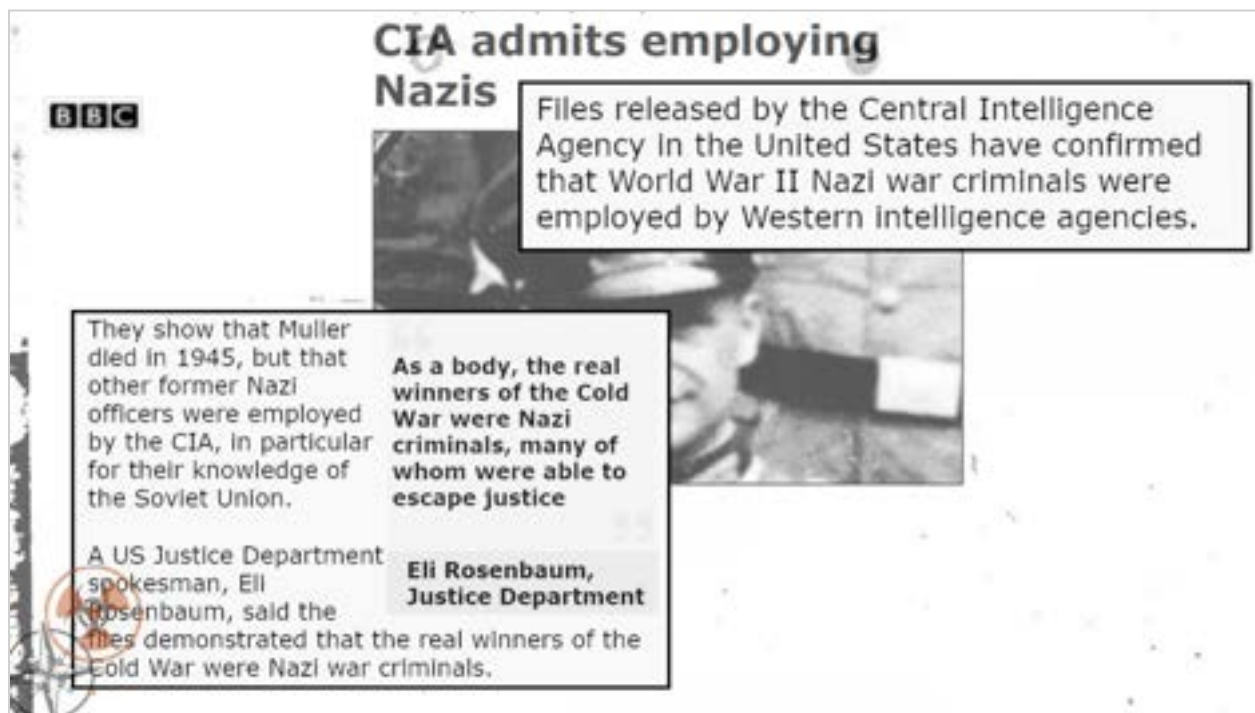 CIA admits employing
Nazis
BBC
Files released by the Central Intelligence
Agency in the United States have confirmed
that World War II Nazi war criminals were
employed by Western intelligence agencies.
They show that Muller
died in 1945, but that
other former Nazi
officers were employed
by the CIA, in particular
for their knowledge of
the Soviet Union.
A US Justice Department
spokesman, Eli
Rosenbaum, said the
files demonstrated that the real winners of the
Cold War were Nazi war criminals.
As a body, the real
winners of the Cold
War were Nazi
criminals, many of
whom were able to
escape justice
Eli Rosenbaum,
Justice Department